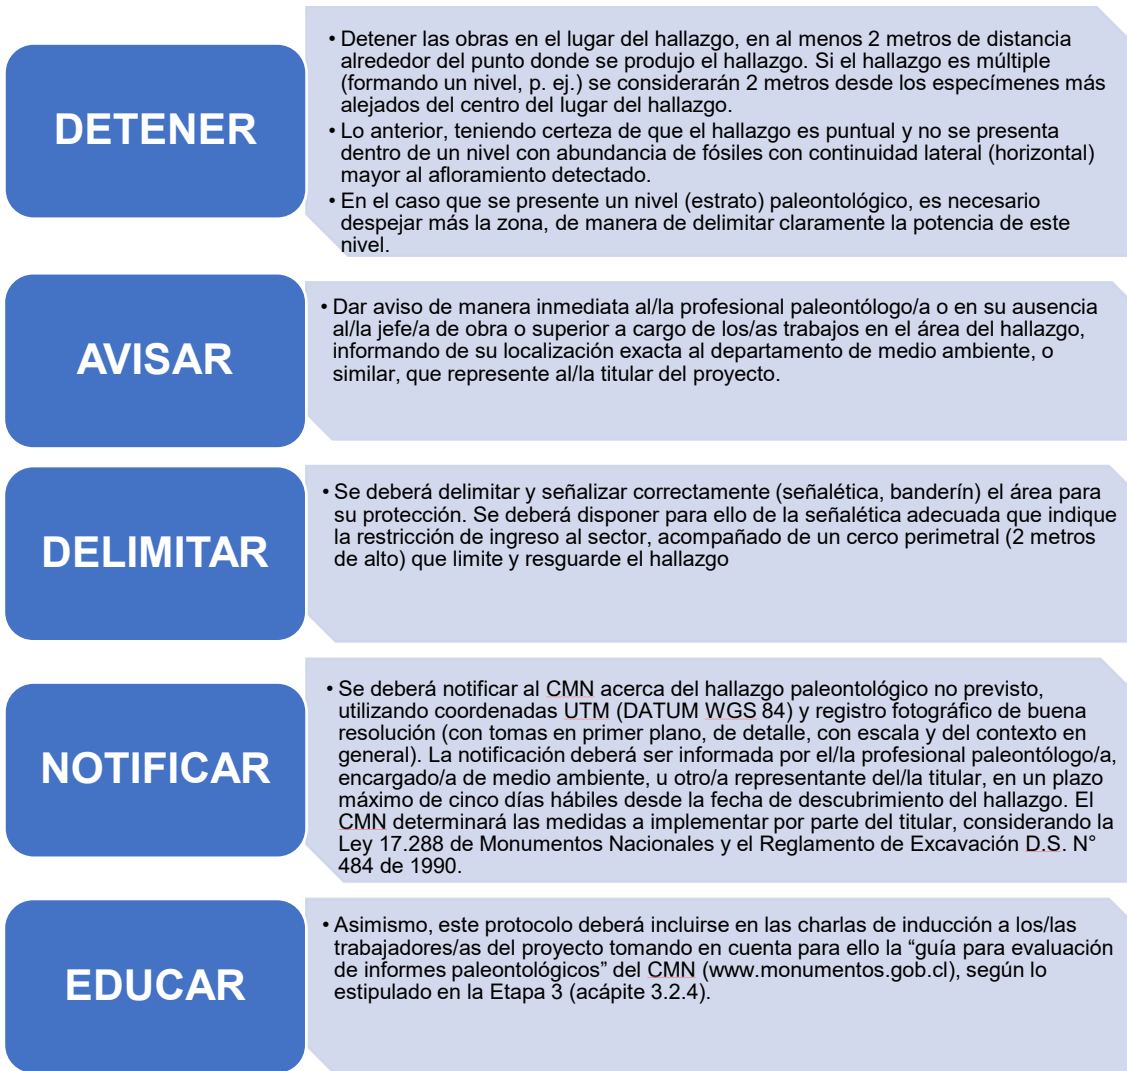 DETENER
• Detener las obras en el lugar del hallazgo, en al menos 2 metros de distancia
alrededor del punto donde se produjo el hallazgo. Si el hallazgo es múltiple
(formando un nivel, p. ej.) se considerarán 2 metros desde los especímenes más
alejados del centro del lugar del hallazgo.
• Lo anterior, teniendo certeza de que el hallazgo es puntual y no se presenta
dentro de un nivel con abundancia de fósiles con continuidad lateral (horizontal)
mayor al afloramiento detectado.
• En el caso que se presente un nivel (estrato) paleontológico, es necesario
despejar más la zona, de manera de delimitar claramente la potencia de este
nivel.
AVISAR
• Dar aviso de manera inmediata al/la profesional paleontólogo/a o en su ausencia
al/la jefe/a de obra o superior a cargo de los/as trabajos en el área del hallazgo,
informando de su localización exacta al departamento de medio ambiente, o
similar, que represente al/la titular del proyecto.
DELIMITAR
• Se deberá delimitar y señalizar correctamente (señalética, banderín) el área para
su protección. Se deberá disponer para ello de la señalética adecuada que indique
la restricción de ingreso al sector, acompañado de un cerco perimetral (2 metros
de alto) que limite y resguarde el hallazgo
NOTIFICAR
• Se deberá notificar al CMN acerca del hallazgo paleontológico no previsto,
utilizando coordenadas UTM (DATUM WGS 84) y registro fotográfico de buena
resolución (con tomas en primer plano, de detalle, con escala y del contexto en
general). La notificación deberá ser informada por el/la profesional paleontólogo/a,
encargado/a de medio ambiente, u otro/a representante del/la titular, en un plazo
máximo de cinco días hábiles desde la fecha de descubrimiento del hallazgo. El
CMN determinará las medidas a implementar por parte del titular, considerando la
Ley 17.288 de Monumentos Nacionales y el Reglamento de Excavación D.S. N°
484 de 1990.
EDUCAR
• Asimismo, este protocolo deberá incluirse en las charlas de inducción a los/las
trabajadores/as del proyecto tomando en cuenta para ello la “guía para evaluación
de informes paleontológicos” del CMN (www.monumentos.gob.cl), según lo
estipulado en la Etapa 3 (acápite 3.2.4).